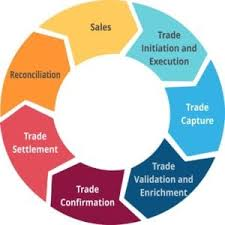 Sales
Trade
Initiation and
Execution
Trade
Capture
Trade
Validation and
Enrichment
Trade
Confirmation
Trade
Settlement
Reconciliation